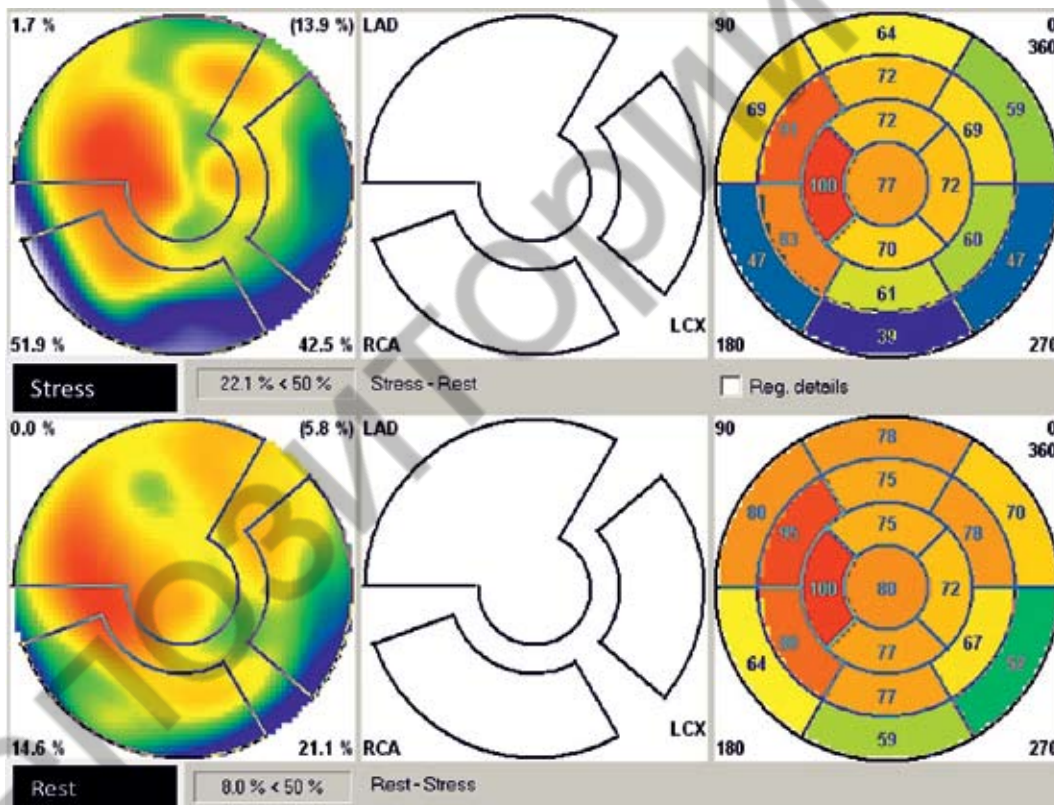 1.7 % (13.9 %) LAD 90 0
360
64
72
72
69 59
69
100 77 72
83
47 70 60 47
61
39
51.9 % 42.5 % RCA LCX 180 270
Stress 22.1 % < 50 % Stress - Rest Reg. details
0.0 % (5.8 %) LAD 90 0
360
78
75
75
80 95 78 70
100 80 72
64 77 67
77
59
14.6 % 21.1 % RCA LCX 180 270
Rest 8.0 % < 50 % Rest - Stress
РЕПОЗИТОРИЙ